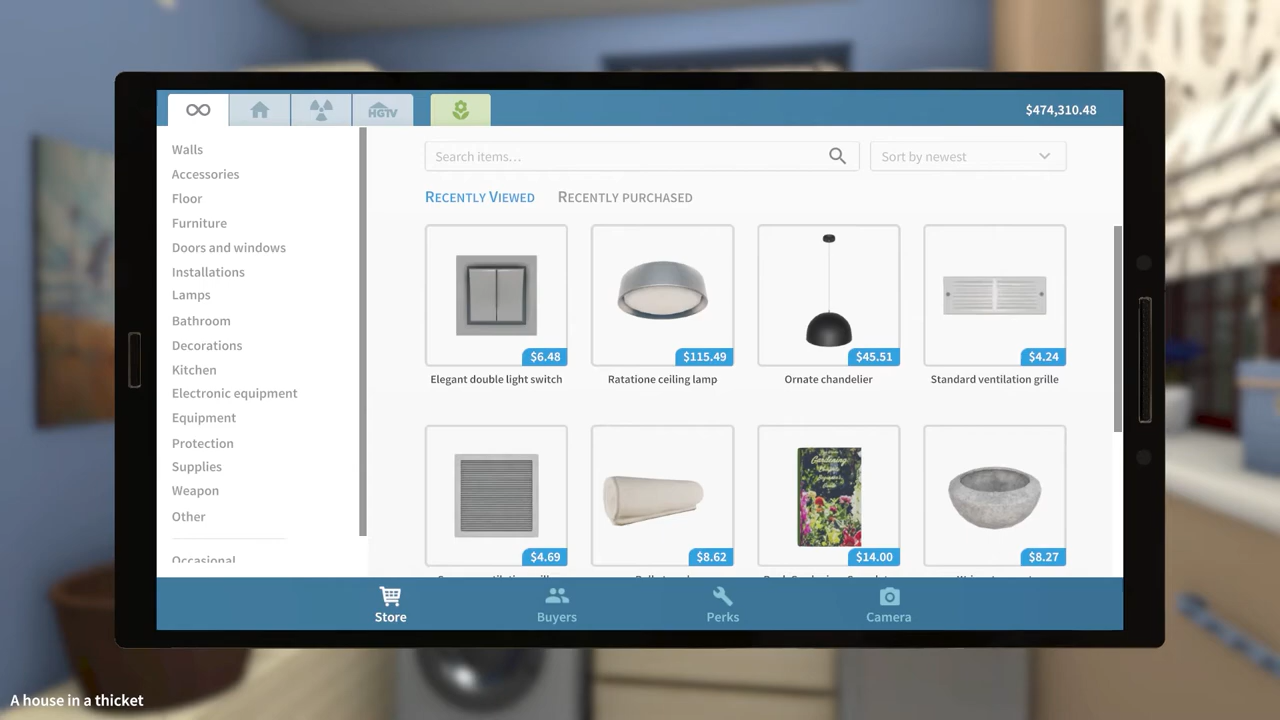 HGTV
$474,310.48
Walls
Accessories
Floor
Furniture
Doors and windows
Installations
Lamps
Bathroom
Decorations
Kitchen
Electronic equipment
Equipment
Protection
Supplies
Weapon
Other
Occasional
Search items...
Sort by newest
Recently Viewed
Recently purchased
$6.48
$115.49
$45.51
$4.24
Elegant double light switch
Ratatione ceiling lamp
Ornate chandelier
Standard ventilation grille
Gardening
$4.69
$8.62
$14.00
$8.27
Store
Buyers
Perks
Camera
A house in a thicket